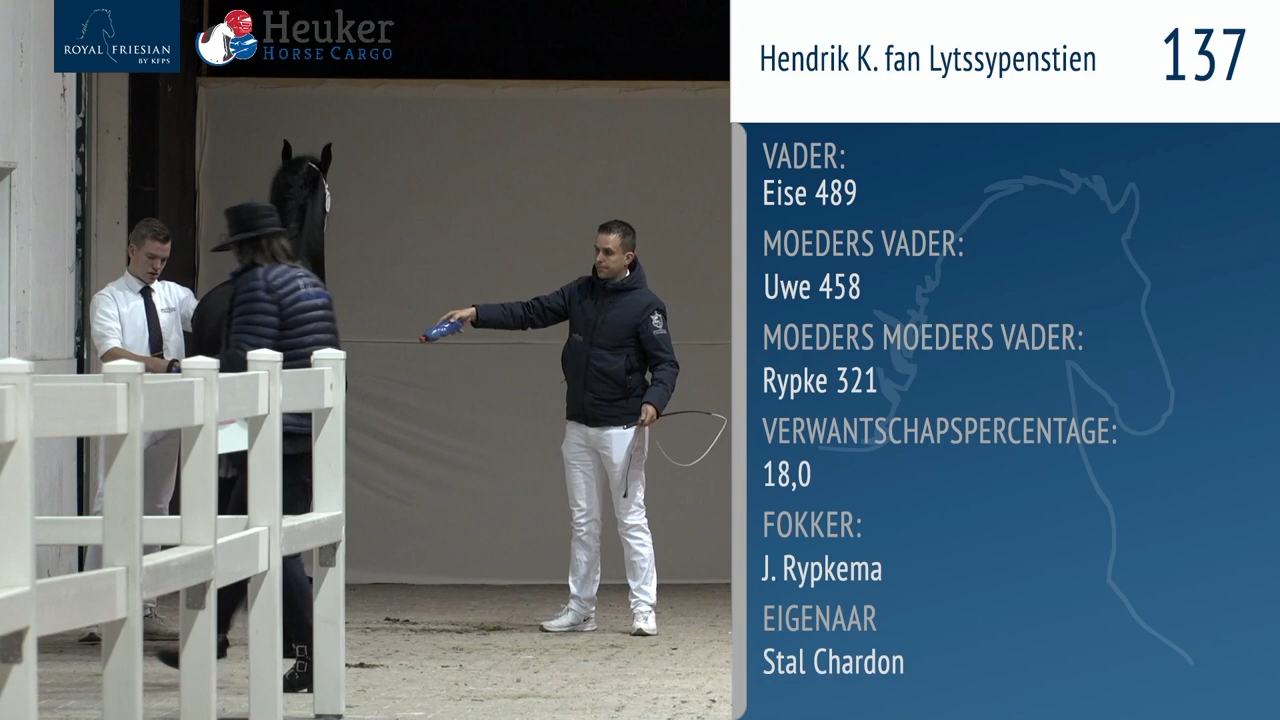 ROYAL FRIESIAN
BY KFPS
Heuker
HORSE CARGO
Hendrik K. fan Lytssypenstien
137
VADER:
Eise 489
MOEDERS VADER:
Uwe 458
MOEDERS MOEDERS VADER:
Rypke 321
VERWANTSCHAPSPERCENTAGE:
18,0
FOKKER:
J. Rypkema
EIGENAAR
Stal Chardon